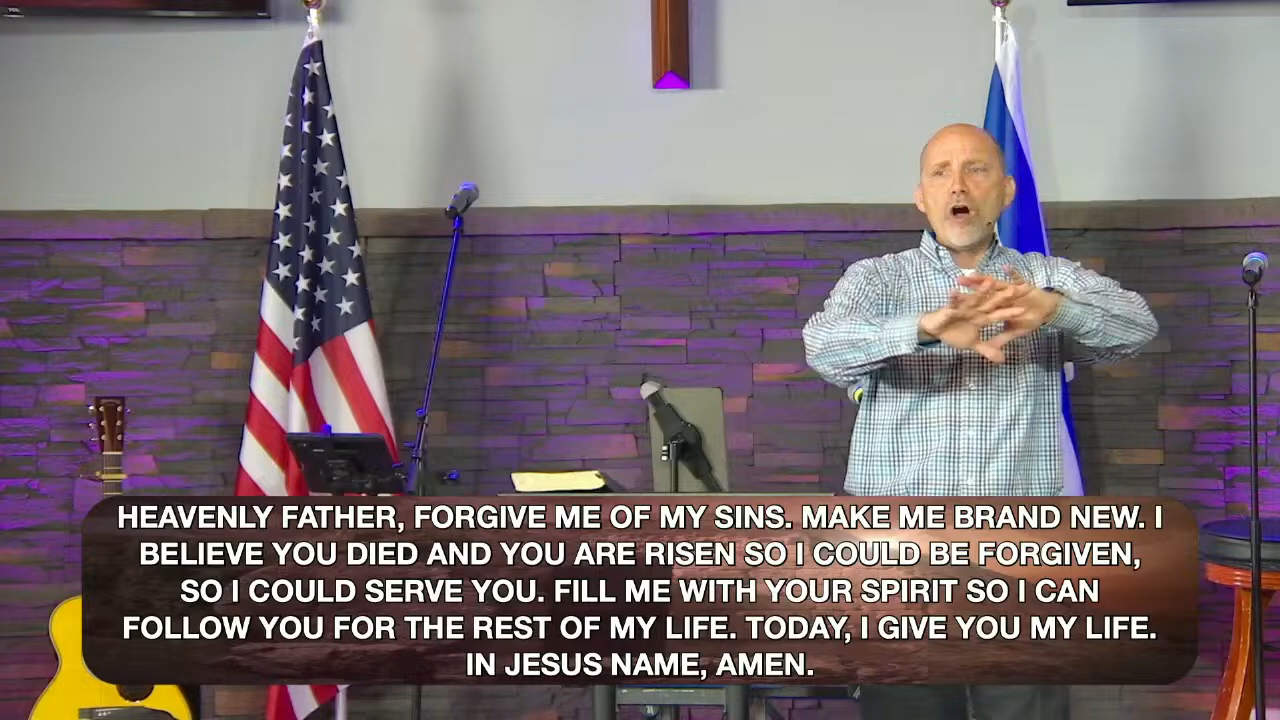 HEAVENLY FATHER, FORGIVE ME OF MY SINS. MAKE ME BRAND NEW. I
BELIEVE YOU DIED AND YOU ARE RISEN SO I COULD BE FORGIVEN,
SO I COULD SERVE YOU. FILL ME WITH YOUR SPIRIT SO I CAN
FOLLOW YOU FOR THE REST OF MY LIFE. TODAY, I GIVE YOU MY LIFE.
IN JESUS NAME, AMEN.